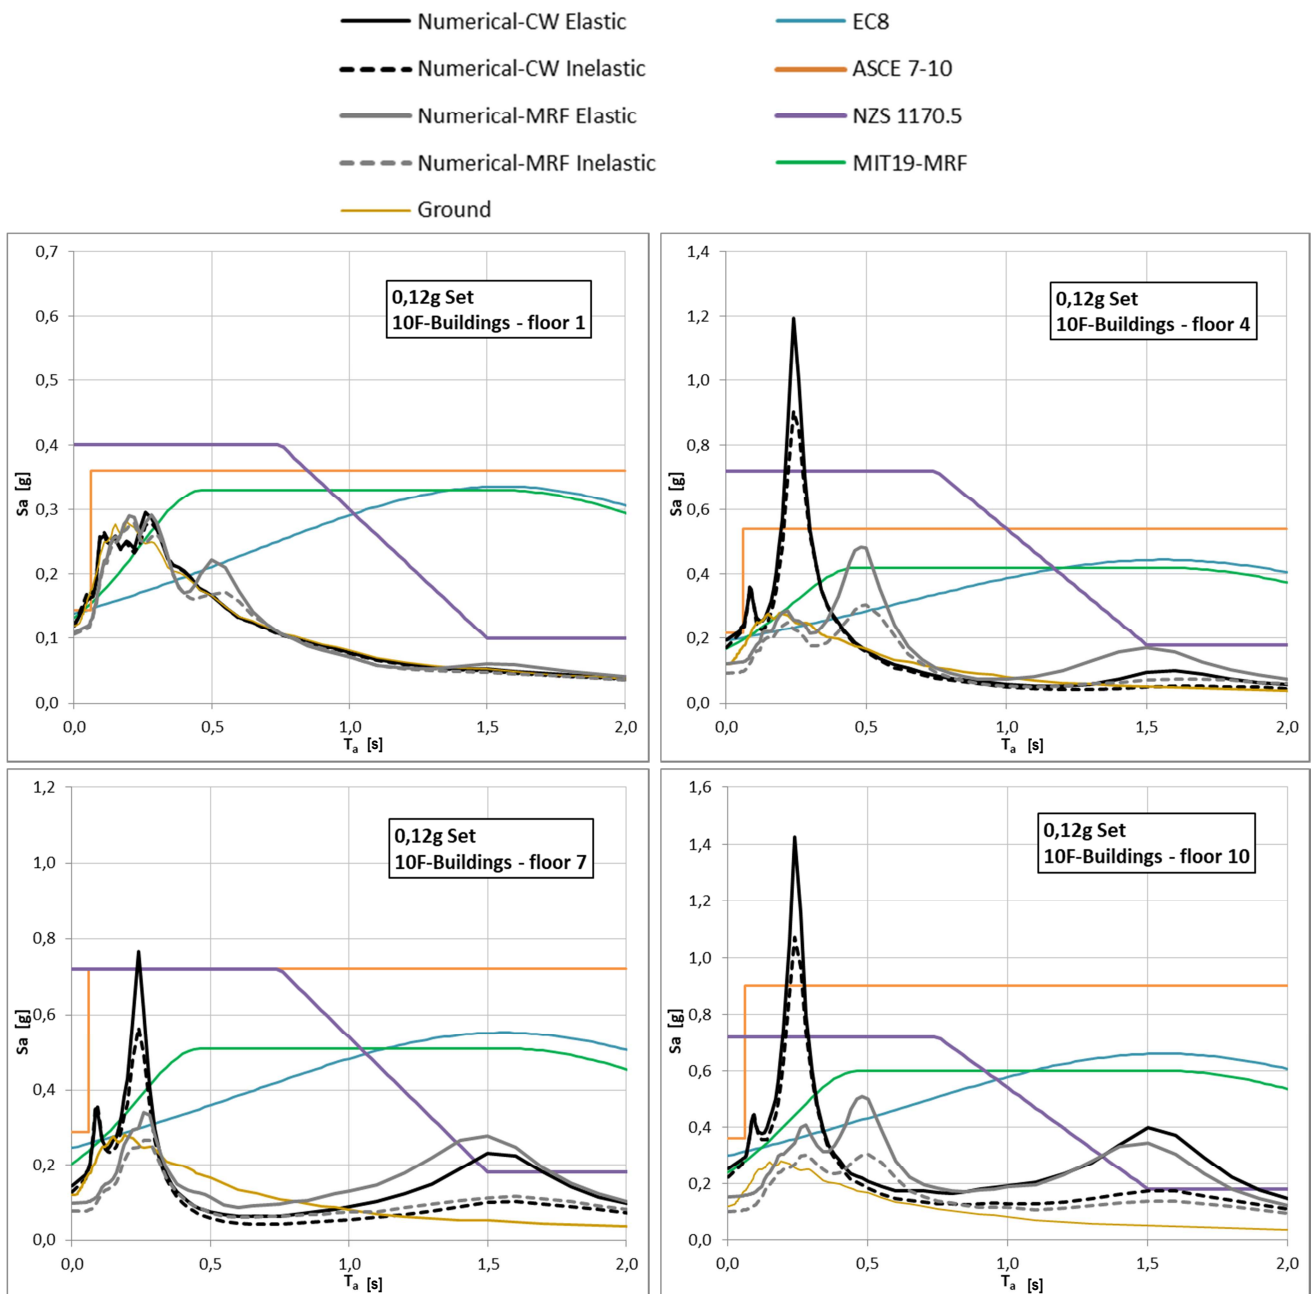 Numerical-CW Elastic
EC8
Numerical-CW Inelastic
ASCE 7-10
Numerical-MRF Elastic
NZS 1170.5
Numerical-MRF Inelastic
MIT19-MRF
Ground
0,7
0,6
0,5
0,4
0,3
0,2
0,1
0,0
Sa [g]
0,12g Set
10F-Buildings - floor 1
0,0
0,5
1,0
1,5
2,0
Ta [s]
1,4
1,2
1,0
0,8
0,6
0,4
0,2
0,0
Sa [g]
0,12g Set
10F-Buildings - floor 4
0,0
0,5
1,0
1,5
2,0
Ta [s]
1,2
1,0
0,8
0,6
0,4
0,2
0,0
Sa [g]
0,12g Set
10F-Buildings - floor 7
0,0
0,5
1,0
1,5
2,0
Ta [s]
1,6
1,4
1,2
1,0
0,8
0,6
0,4
0,2
0,0
Sa [g]
0,12g Set
10F-Buildings - floor 10
0,0
0,5
1,0
1,5
2,0
Ta [s]